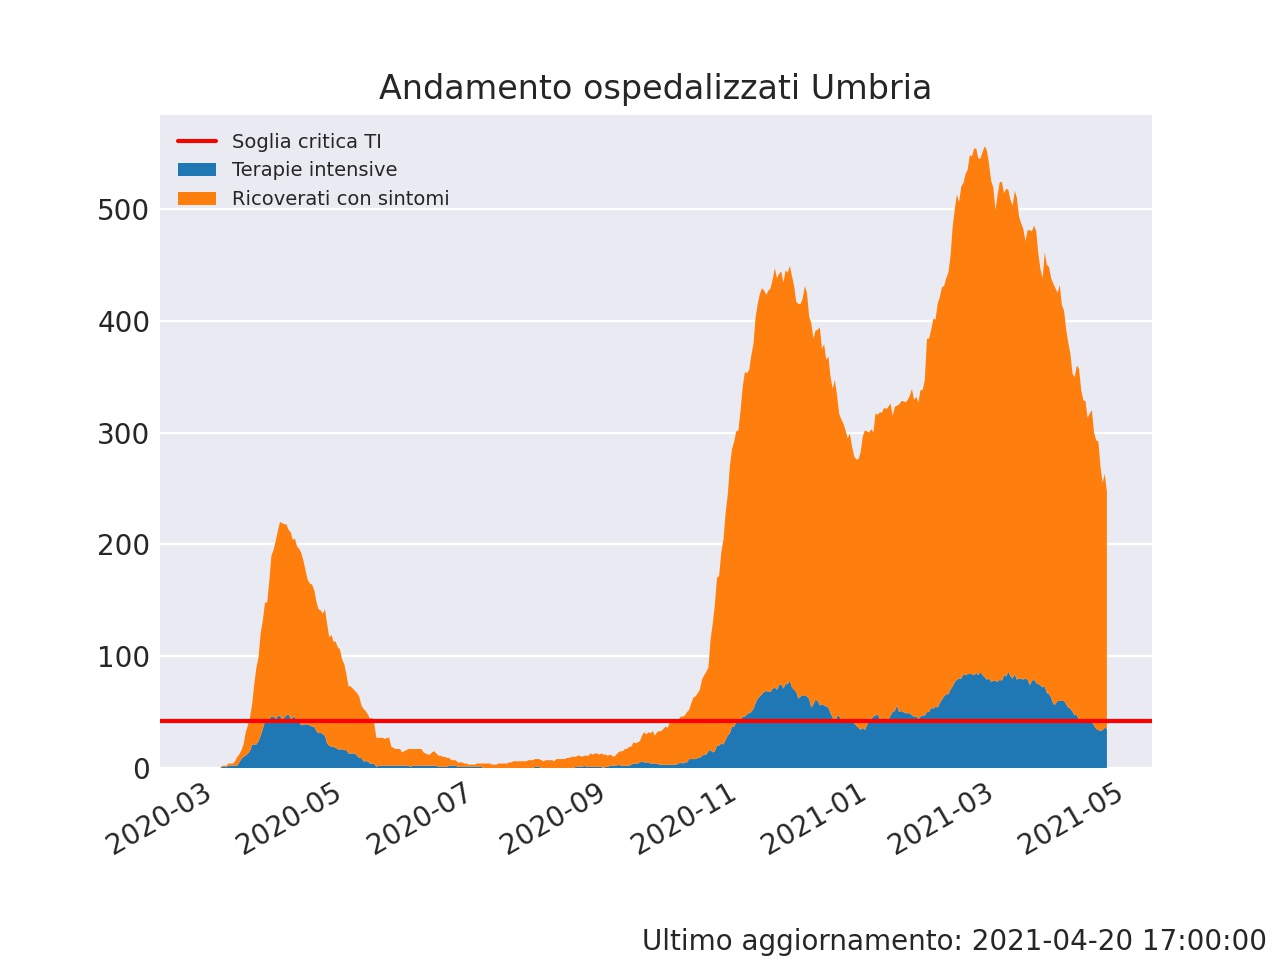 Andamento ospedalizzati Umbria
Soglia critica TI
Terapie intensive
Ricoverati con sintomi
500
400
300
200
100
0
2020-03
2020-05
2020-07
2020-09
2020-11
2021-01
2021-03
2021-05
Ultimo aggiornamento: 2021-04-20 17:00:00